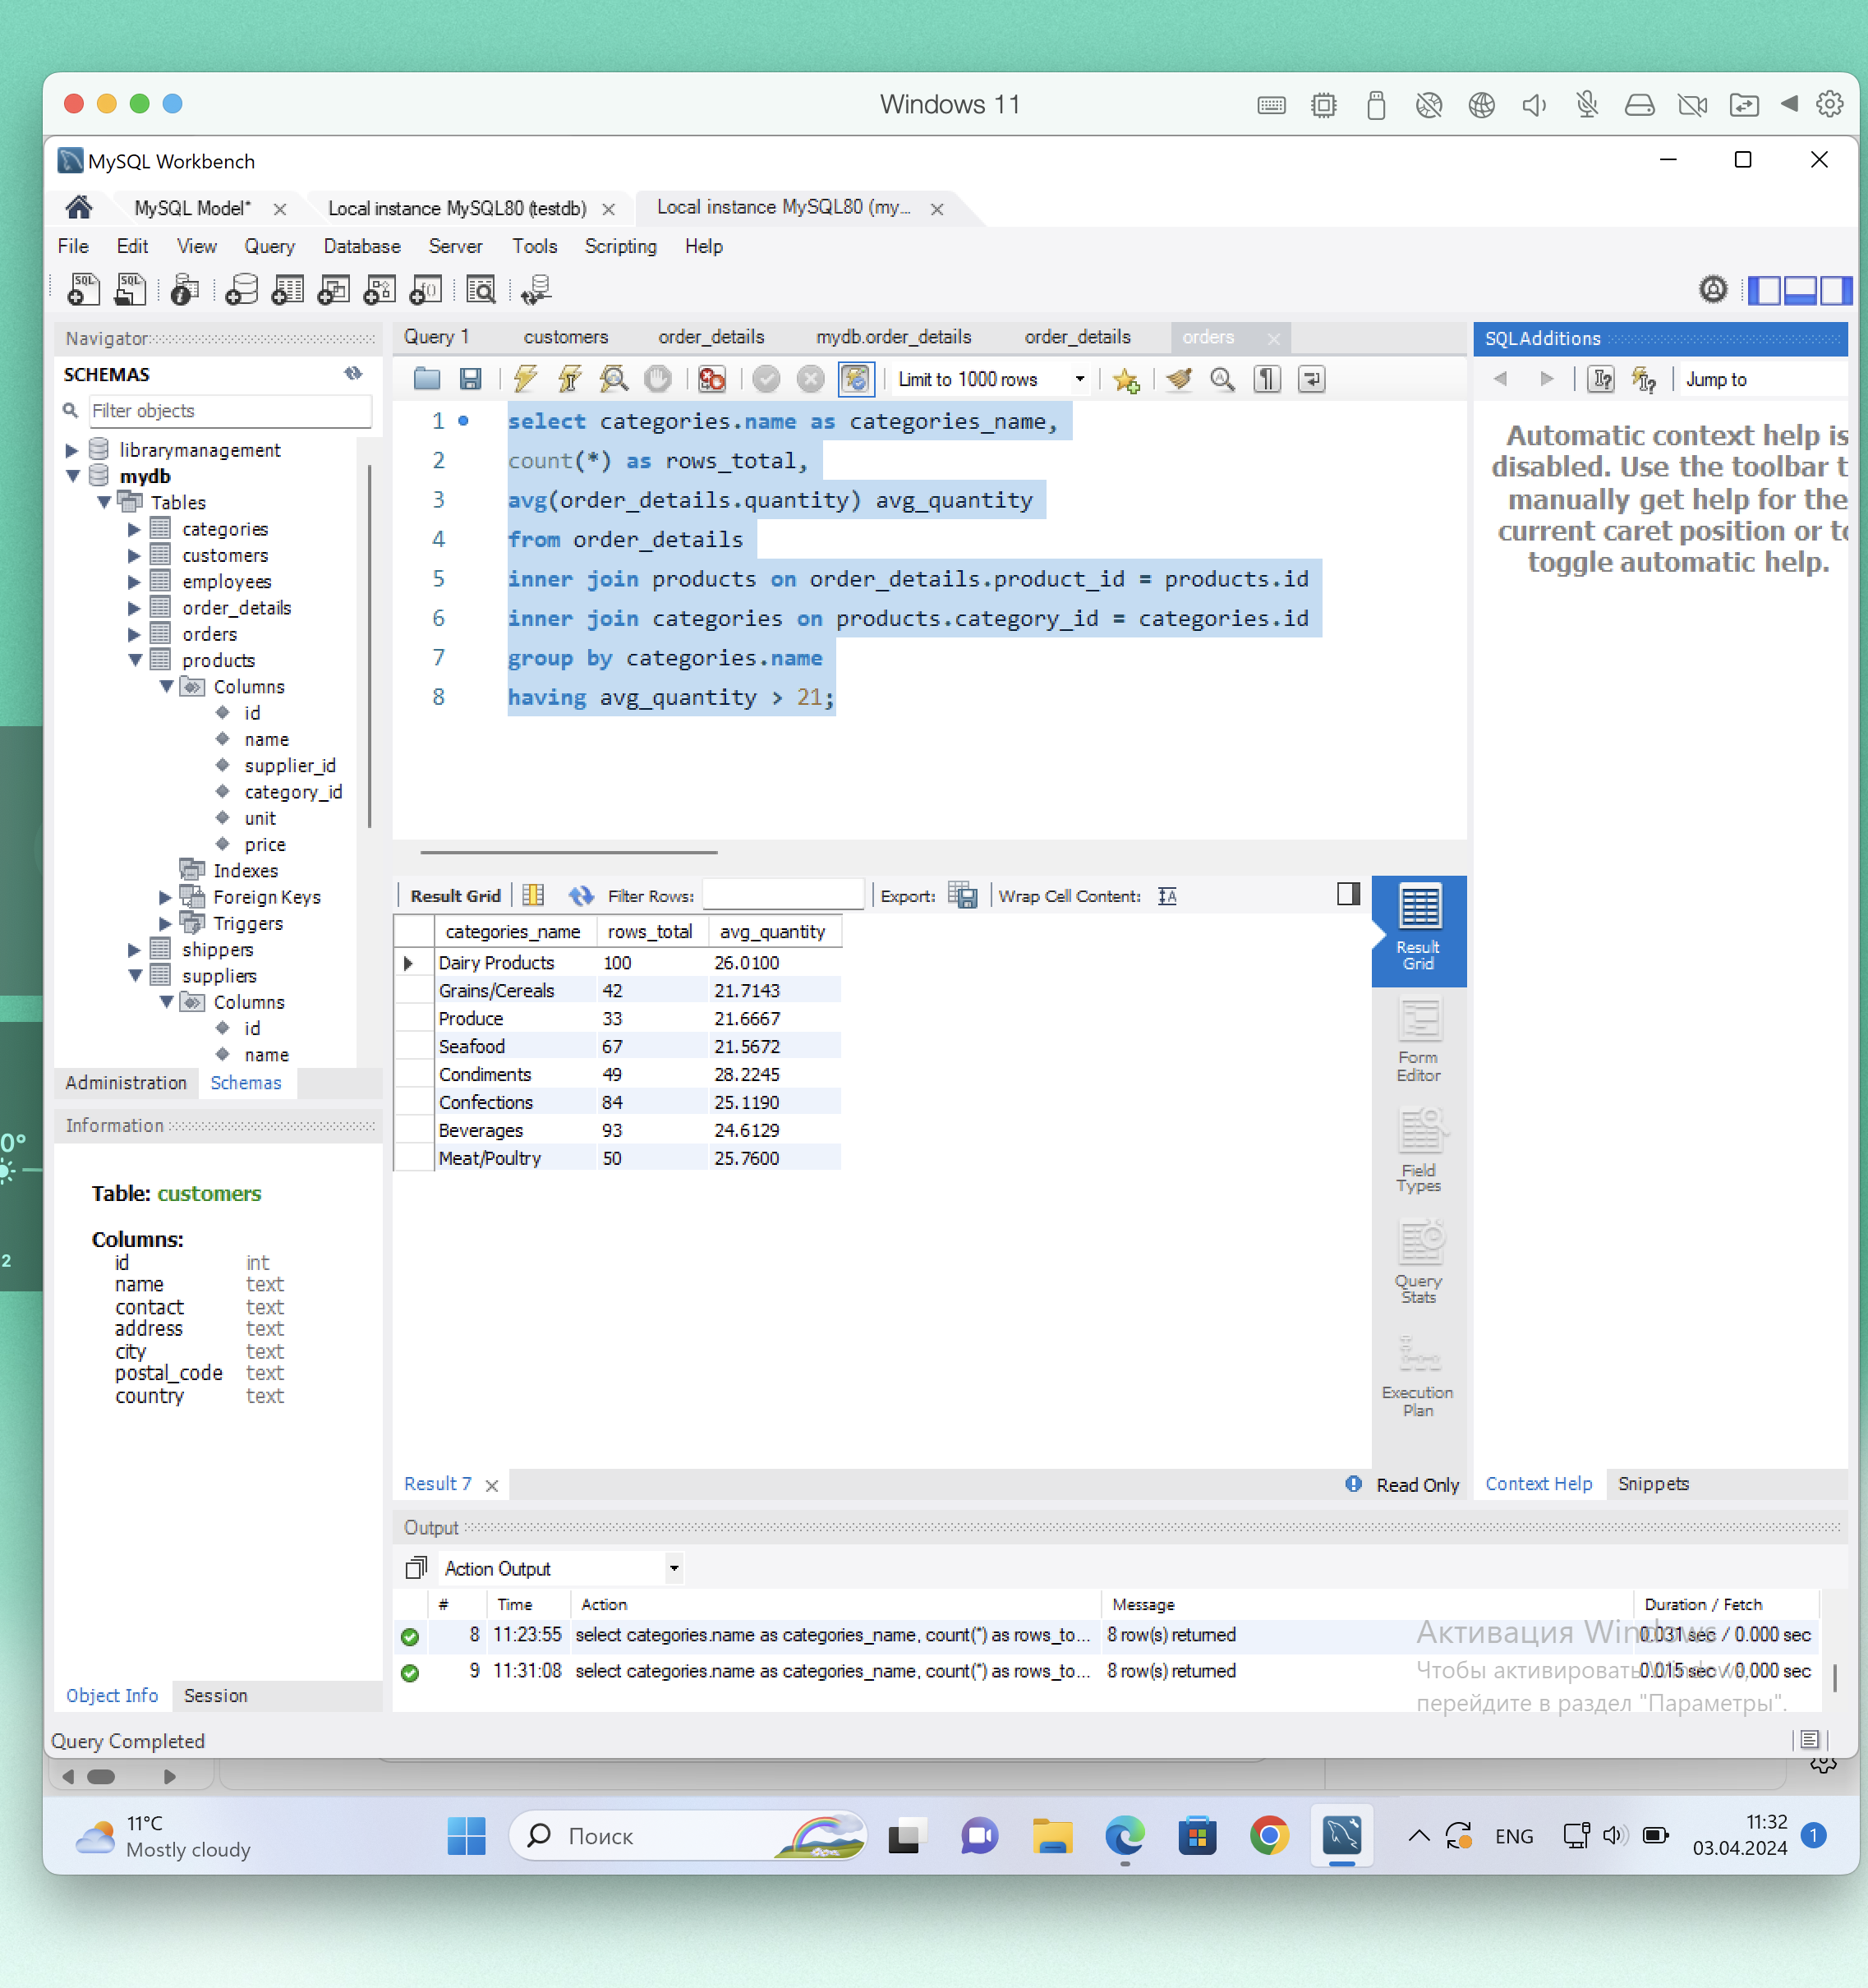 Windows 11
MySQL Workbench
MySQL Model*
Local instance MySQL80 (testdb)
Local instance MySQL80 (my...
File Edit View Query Database Server Tools Scripting Help
Navigator
SCHEMAS
Filter objects
librarymanagement
mydb
Tables
categories
customers
employees
order_details
orders
products
Columns
id
name
supplier_id
category_id
unit
price
Indexes
Foreign Keys
Triggers
shippers
suppliers
Columns
id
name
Administration Schemas
Information
Table: customers
Columns:
id int
name text
contact text
address text
city text
postal_code text
country text
Object Info Session
Query 1 customers order_details mydb.order_details order_details orders
Limit to 1000 rows
1 select categories.name as categories_name,
2 count(*) as rows_total,
3 avg(order_details.quantity) avg_quantity
4 from order_details
5 inner join products on order_details.product_id = products.id
6 inner join categories on products.category_id = categories.id
7 group by categories.name
8 having avg_quantity > 21;
SQLAdditions
Jump to
Automatic context help is
disabled. Use the toolbar t
manually get help for the
current caret position or to
toggle automatic help.
Result Grid Filter Rows: Export: Wrap Cell Content:
categories_name rows_total avg_quantity
Dairy Products 100 26.0100
Grains/Cereals 42 21.7143
Produce 33 21.6667
Seafood 67 21.5672
Condiments 49 28.2245
Confections 84 25.1190
Beverages 93 24.6129
Meat/Poultry 50 25.7600
Result
Grid
Form
Editor
Field
Types
Query
Stats
Execution
Plan
Result 7
Read Only
Context Help Snippets
Output
Action Output
# Time Action Message Duration / Fetch
8 11:23:55 select categories.name as categories_name, count(*) as rows_to... 8 row(s) returned 0.031 sec / 0.000 sec
9 11:31:08 select categories.name as categories_name, count(*) as rows_to... 8 row(s) returned 0.015 sec / 0.000 sec
Активация Windows
Чтобы активировать Windows,
перейдите в раздел "Параметры".
Query Completed
0°
2
11°C
Mostly cloudy
Поиск
ENG
11:32
03.04.2024
1